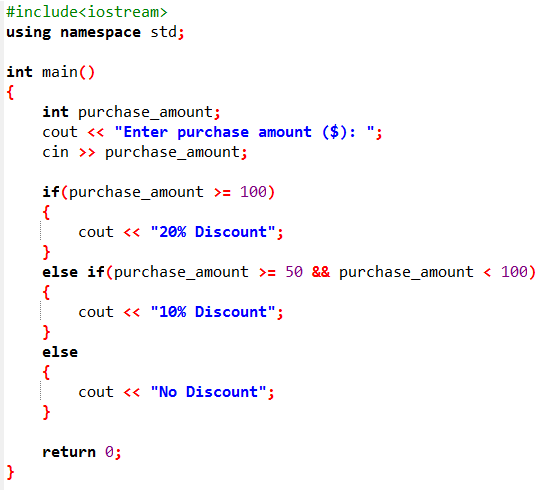 #include<iostream>
using namespace std;

int main()
{
    int purchase_amount;
    cout << "Enter purchase amount ($): ";
    cin >> purchase_amount;

    if(purchase_amount >= 100)
    {
        cout << "20% Discount";
    }
    else if(purchase_amount >= 50 && purchase_amount < 100)
    {
        cout << "10% Discount";
    }
    else
    {
        cout << "No Discount";
    }

    return 0;
}